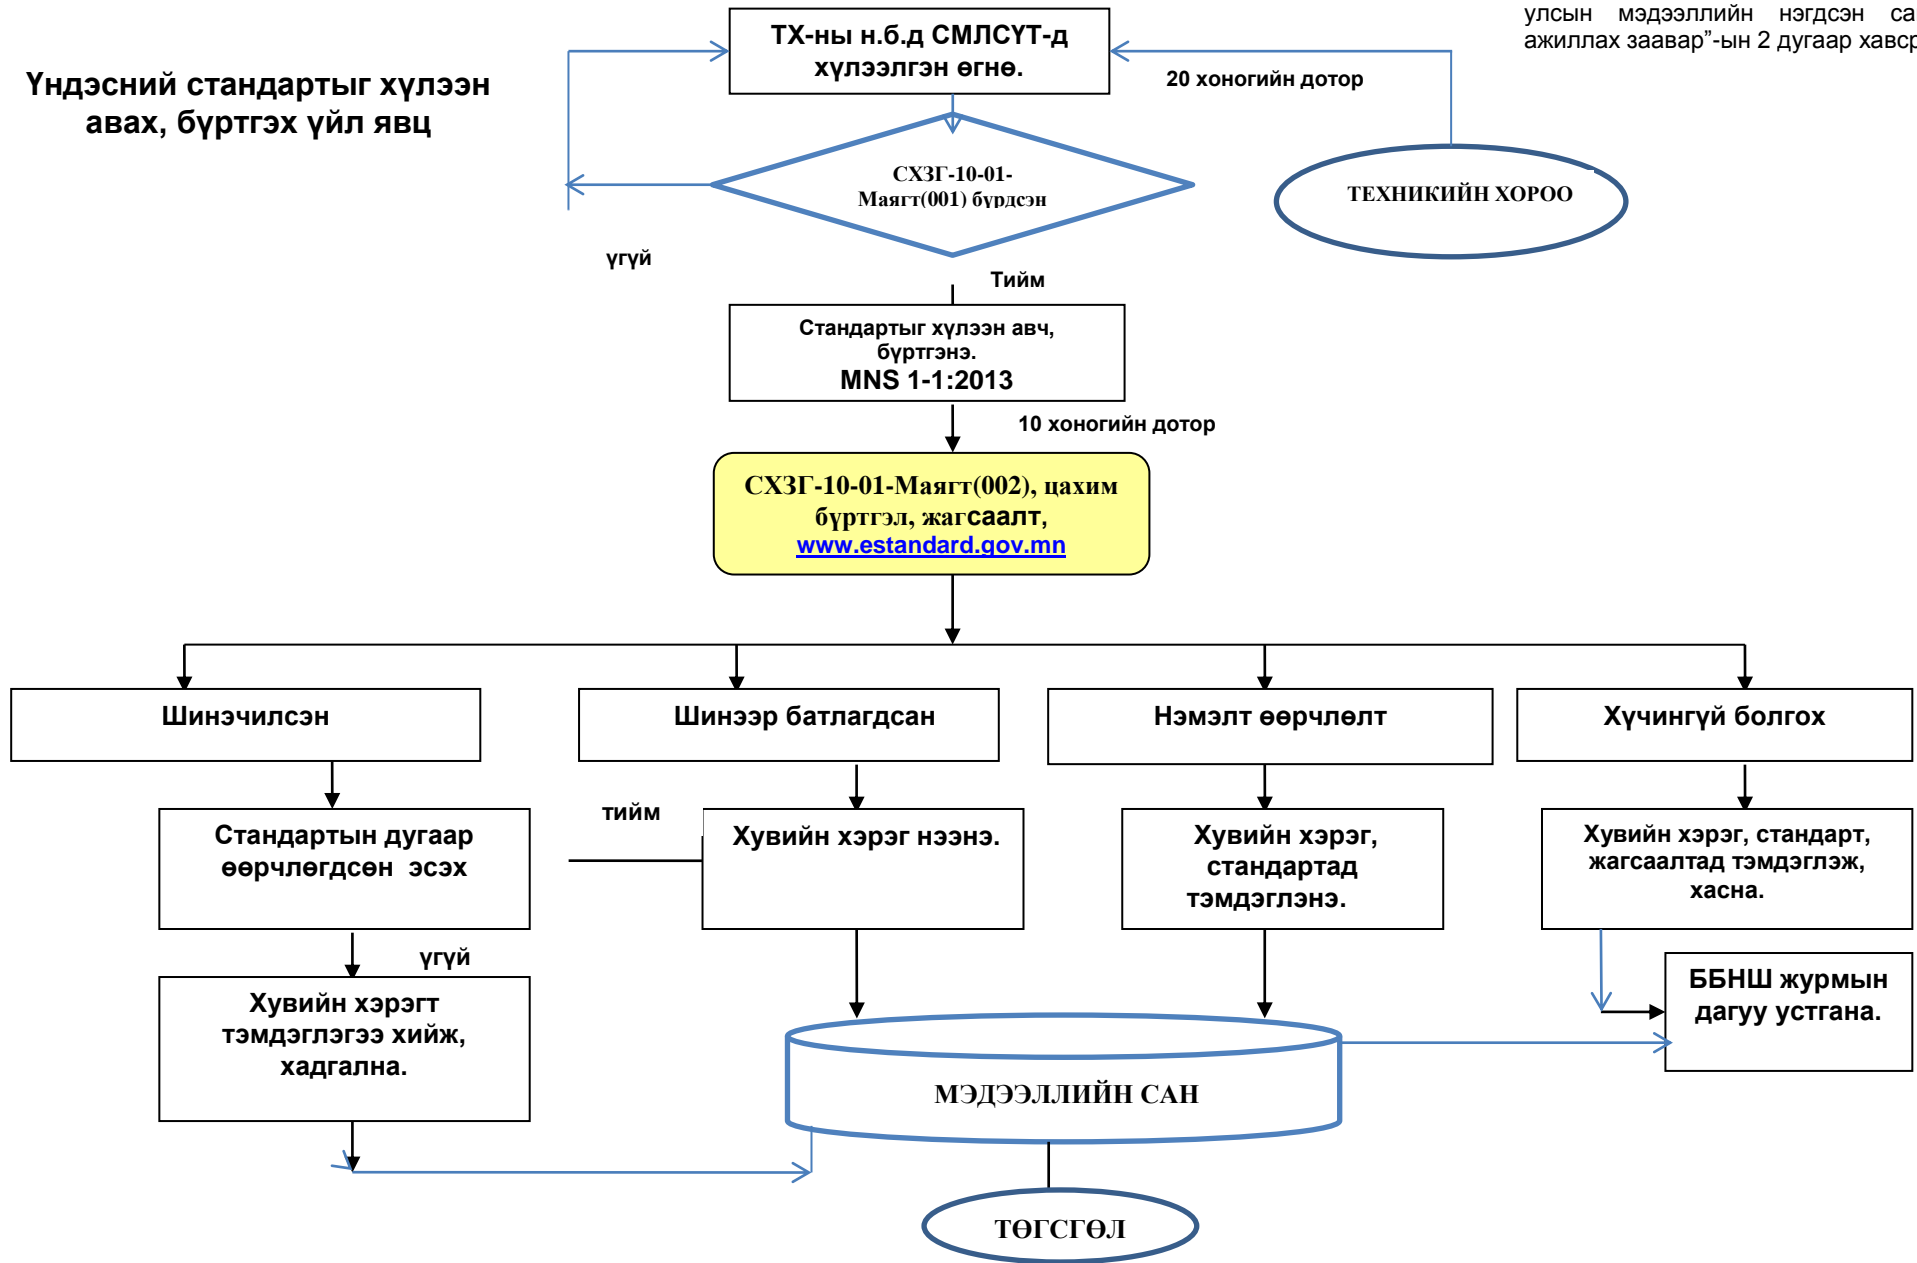 улсын мэдээллийн нэгдсэн
ажиллах заавар”-ын 2 дугаар
Үндэсний стандартыг хүлээн
авах, бүртгэх үйл явц
ТХ-ны н.б.д СМЛСҮТ-д
хүлээлгэн өгнө.
20 хоногийн дотор
СХЗГ-10-01-
Маягт(001) бүрдсэн
ТЕХНИКИЙН ХОРОО
үгүй
Тийм
Стандартыг хүлээн авч,
бүртгэнэ.
MNS 1-1:2013
10 хоногийн дотор
СХЗГ-10-01-Маягт(002), цахим
бүртгэл, жагсаалт,
www.estandard.gov.mn
Шинэчилсэн
Шинээр батлагдсан
Нэмэлт өөрчлөлт
Хүчингүй болгох
Стандартын дугаар
өөрчлөгдсөн эсэх
тийм
Хувийн хэрэг нээнэ.
Хувийн хэрэг,
стандартад
тэмдэглэнэ.
Хувийн хэрэг, стандарт,
жагсаалтад тэмдэглэж,
хасна.
үгүй
Хувийн хэрэгт
тэмдэглэгээ хийж,
хадгална.
ББНШ журмын
дагуу устгана.
МЭДЭЭЛЛИЙН САН
ТӨГСГӨЛ